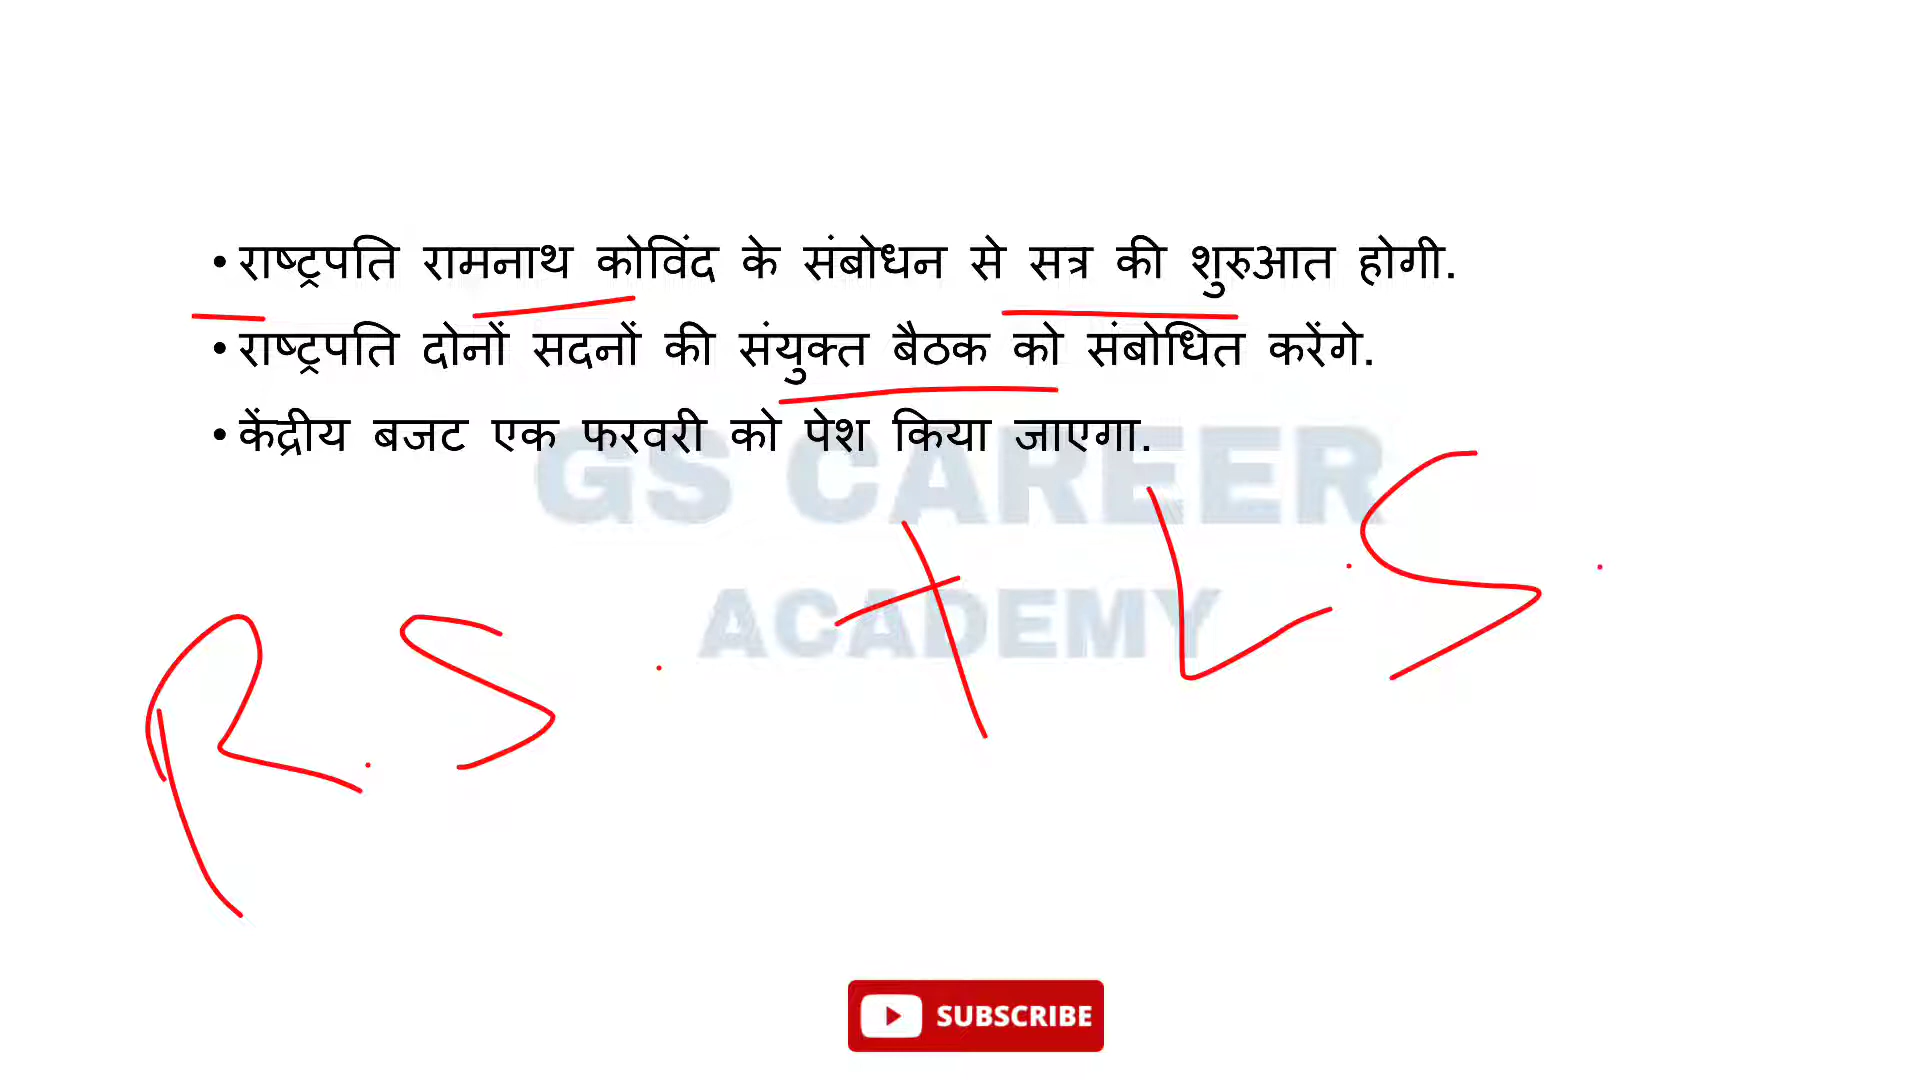 • राष्ट्रपति रामनाथ कोविंद के संबोधन से सत्र की शुरुआत होगी.
• राष्ट्रपति दोनों सदनों की संयुक्त बैठक को संबोधित करेंगे.
• केंद्रीय बजट एक फरवरी को पेश किया जाएगा.
GS CAREER
ACADEMY
R.S. + L.S.
SUBSCRIBE